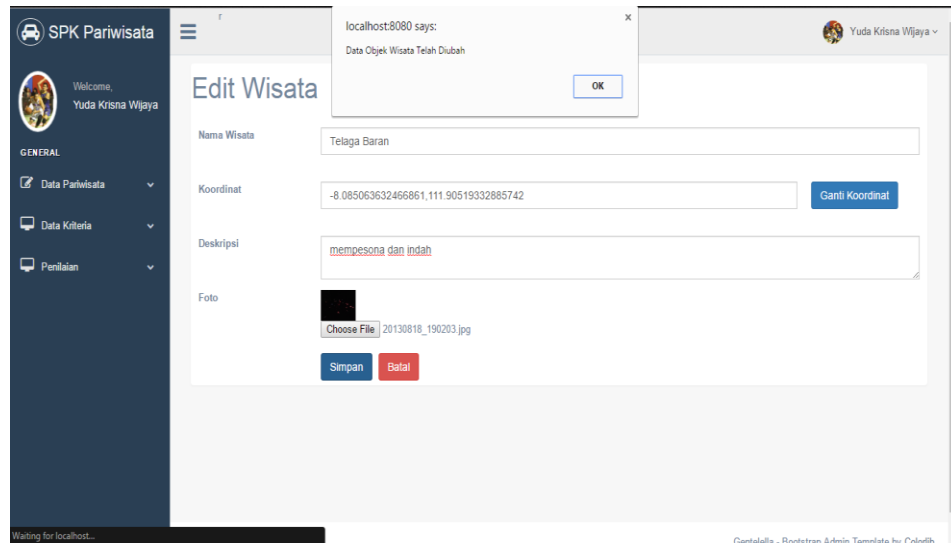 SPK Pariwisata
r
localhost:8080 says:
x
Data Objek Wisata Telah Diubah
OK
Yuda Krisna Wijaya
Welcome,
Yuda Krisna Wijaya
GENERAL
Data Pariwisata
Data Kriteria
Penilaian
Edit Wisata
Nama Wisata
Telaga Baran
Koordinat
-8.085063632466861,111.90519332885742
Ganti Koordinat
Deskripsi
mempesona dan indah
Foto
Choose File 20130818_190203.jpg
Simpan
Batal
Waiting for localhost...
Gentelella - Bootstrap Admin Template by Colorlib